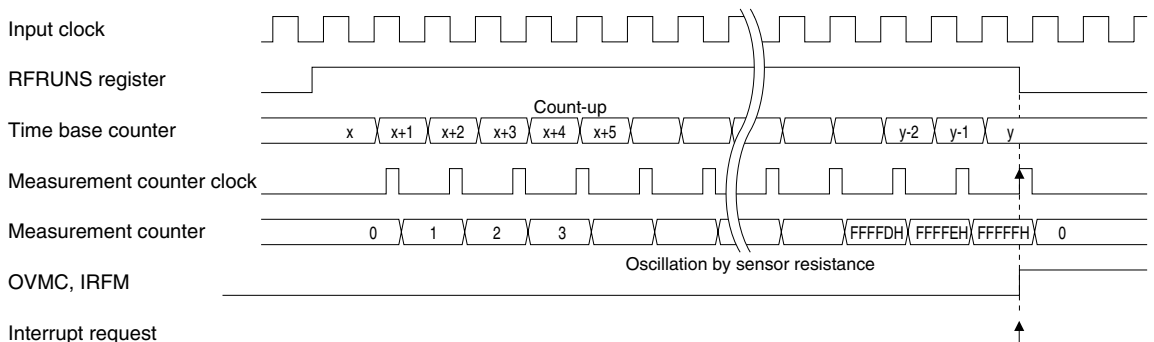 Input clock
RFRUNS register
Count-up
Time base counter x x+1 x+2 x+3 x+4 x+5 y-2 y-1 y
Measurement counter clock
Measurement counter 0 1 2 3 FFFFDH FFFFEH FFFFFH 0
Oscillation by sensor resistance
OVMC, IRFM
Interrupt request